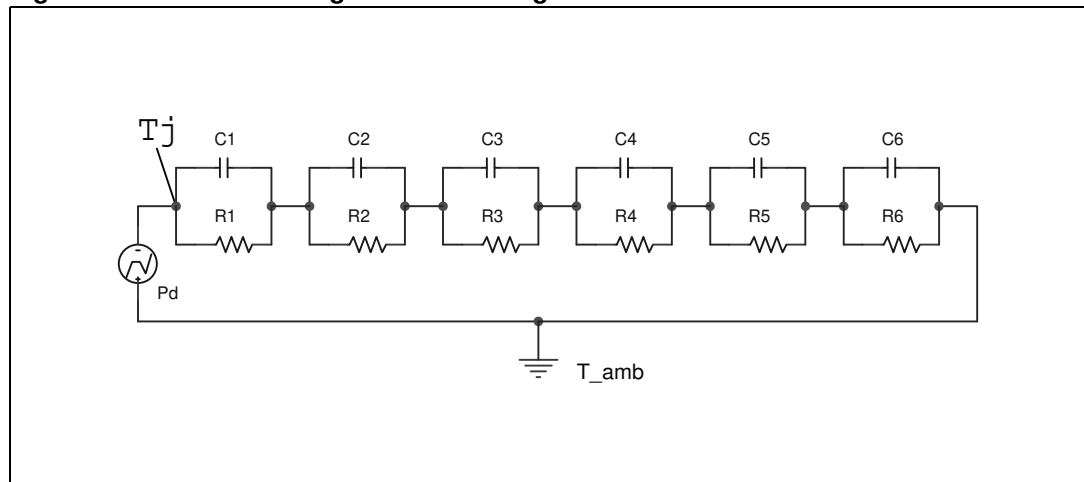 Tj
C1 C2 C3 C4 C5 C6
R1 R2 R3 R4 R5 R6
-
+
Pd
T_amb